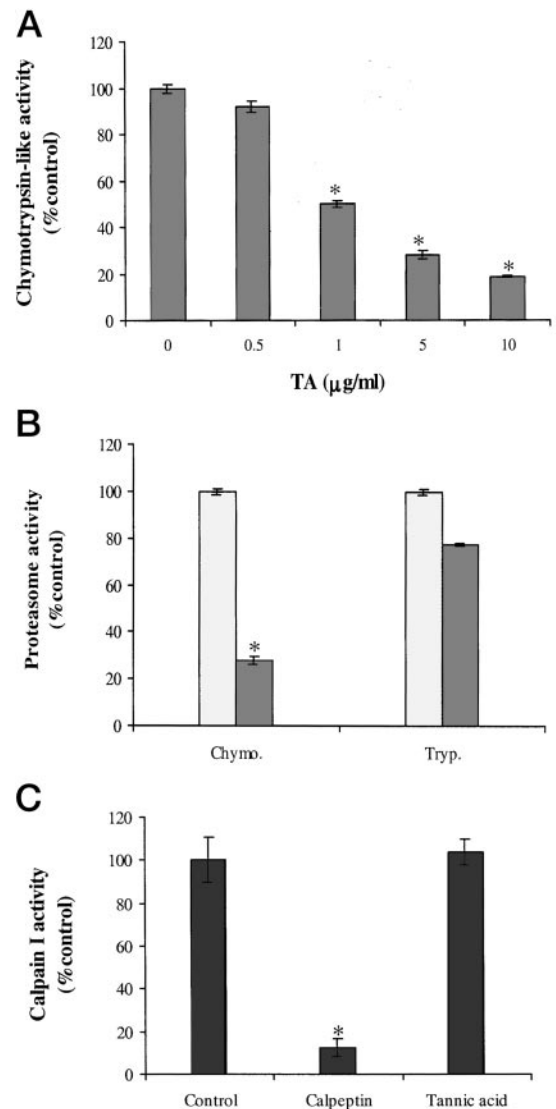 A
Chymotrypsin-like activity
(%control)
120
100
80
60
40
20
0
*
*
*
0 0.5 1 5 10
TA (µg/ml)
B
Proteasome activity
(%control)
120
100
80
60
40
20
0
*
Chymo. Tryp.
C
Calpain I activity
(%control)
120
100
80
60
40
20
0
*
Control Calpeptin Tannic acid